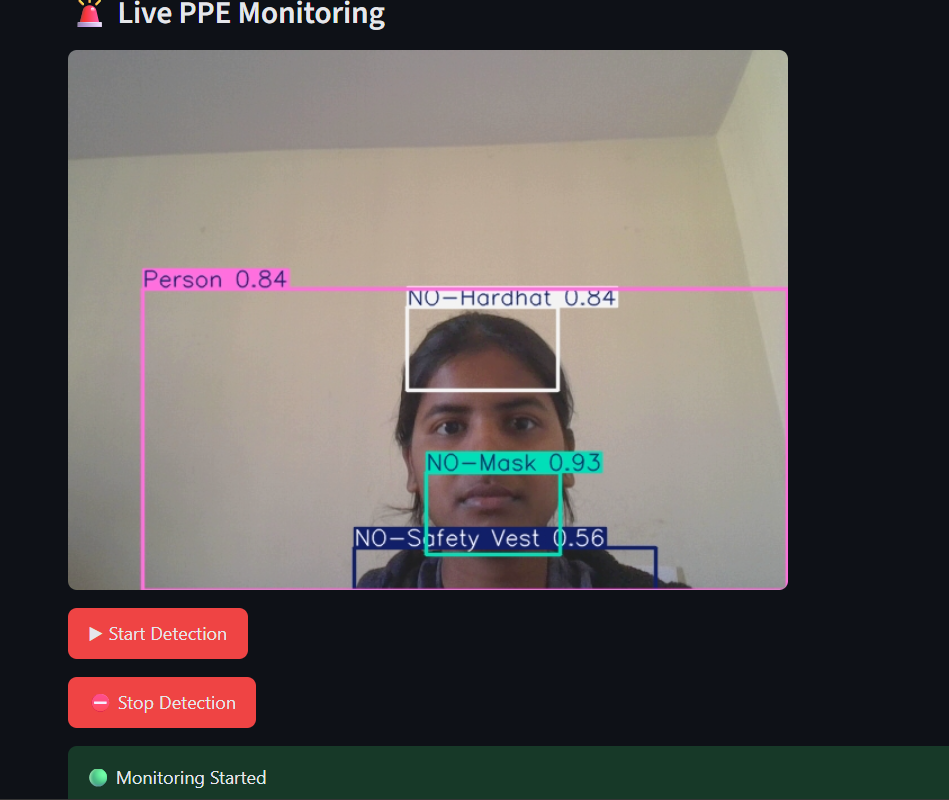 Live PPE Monitoring
Person 0.84
NO-Hardhat 0.84
NO-Mask 0.93
NO-Safety Vest 0.56
Start Detection
Stop Detection
Monitoring Started